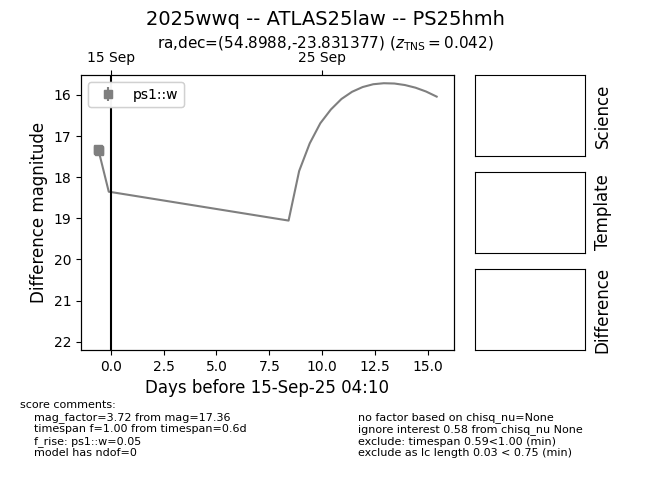 2025wwq -- ATLAS25law -- PS25hmh
ra,dec=(54.8988,-23.831377) (zTNS = 0.042)
15 Sep 25 Sep
ps1::w
16
17
18
19
20
21
22
Difference magnitude
0.0 2.5 5.0 7.5 10.0 12.5 15.0
Days before 15-Sep-25 04:10
Science
Template
Difference
score comments:
mag_factor=3.72 from mag=17.36
timespan f=1.00 from timespan=0.6d
f_rise: ps1::w=0.05
model has ndof=0
no factor based on chisq_nu=None
ignore interest 0.58 from chisq_nu None
exclude: timespan 0.59<1.00 (min)
exclude as lc length 0.03 < 0.75 (min)